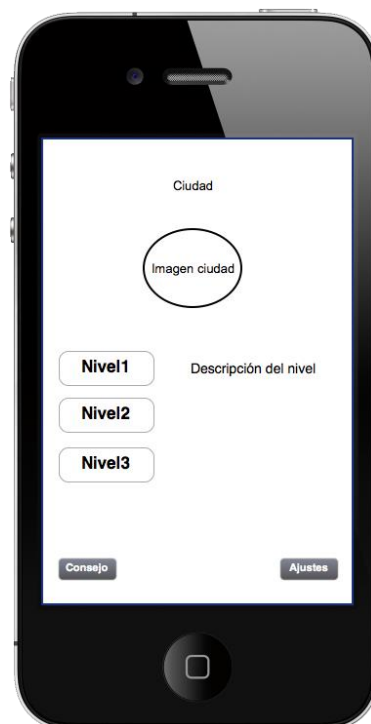 Ciudad
Imagen ciudad
Nivel1
Descripción del nivel
Nivel2
Nivel3
Consejo
Ajustes